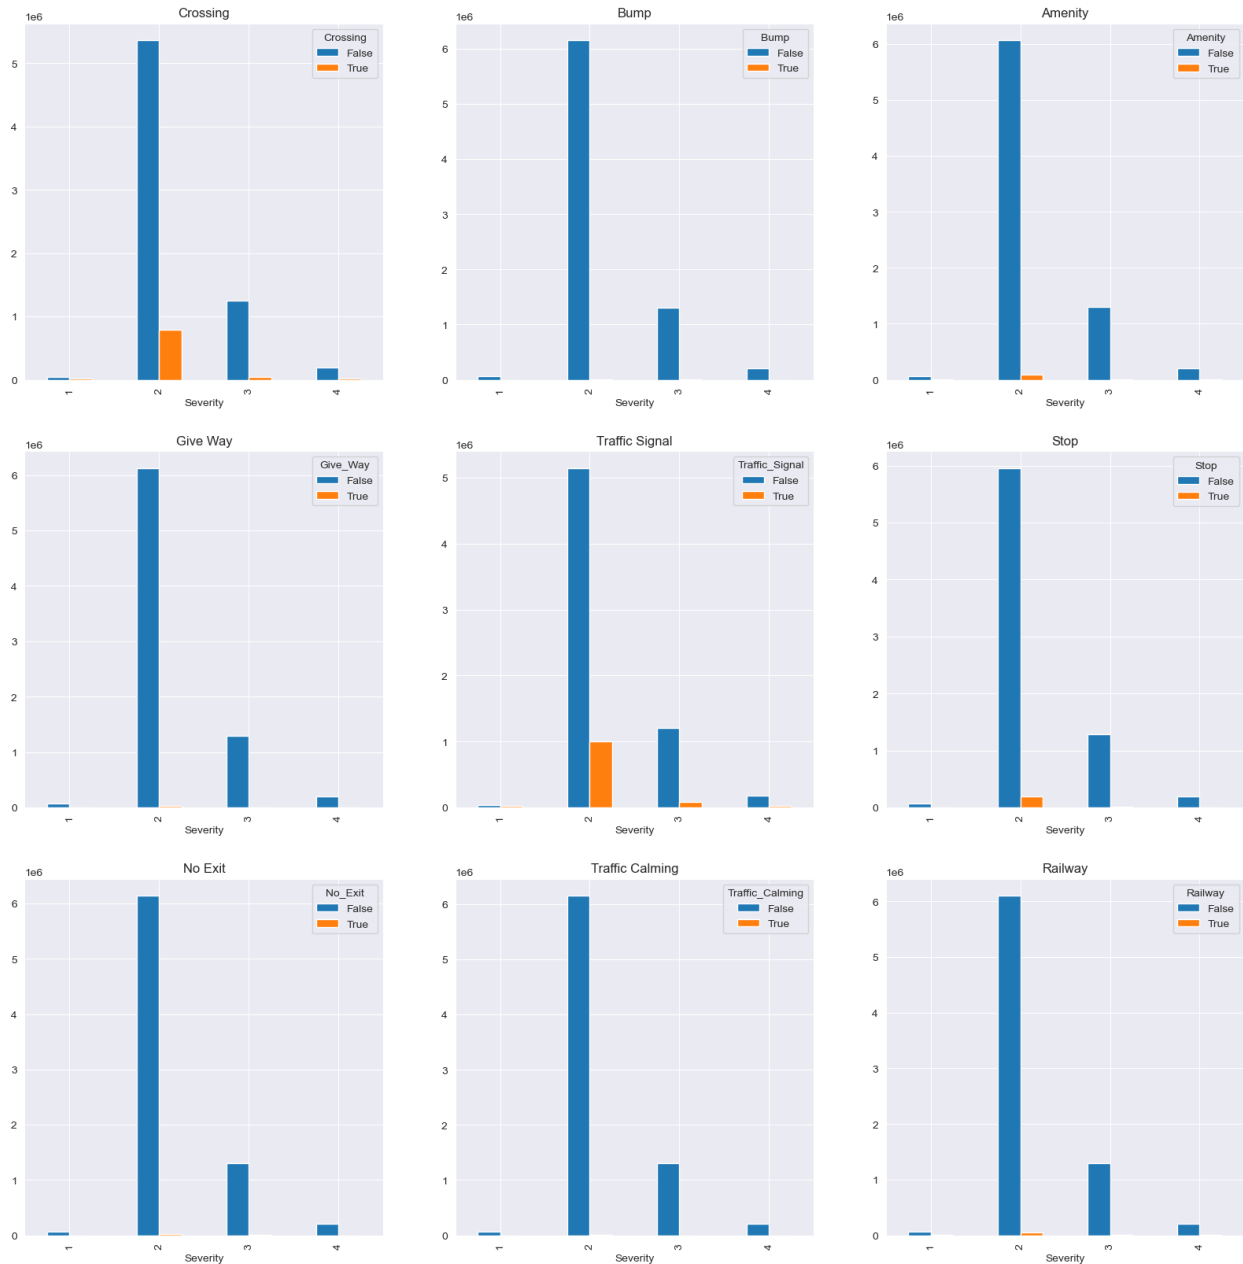 Crossing
1e6
Crossing
False
True
5
4
3
2
1
0
1
2
3
4
Severity
Bump
1e6
Bump
False
True
6
5
4
3
2
1
0
1
2
3
4
Severity
Amenity
1e6
Amenity
False
True
6
5
4
3
2
1
0
1
2
3
4
Severity
Give Way
1e6
Give_Way
False
True
6
5
4
3
2
1
0
1
2
3
4
Severity
Traffic Signal
1e6
Traffic_Signal
False
True
5
4
3
2
1
0
1
2
3
4
Severity
Stop
1e6
Stop
False
True
6
5
4
3
2
1
0
1
2
3
4
Severity
No Exit
1e6
No_Exit
False
True
6
5
4
3
2
1
0
1
2
3
4
Severity
Traffic Calming
1e6
Traffic_Calming
False
True
6
5
4
3
2
1
0
1
2
3
4
Severity
Railway
1e6
Railway
False
True
6
5
4
3
2
1
0
1
2
3
4
Severity